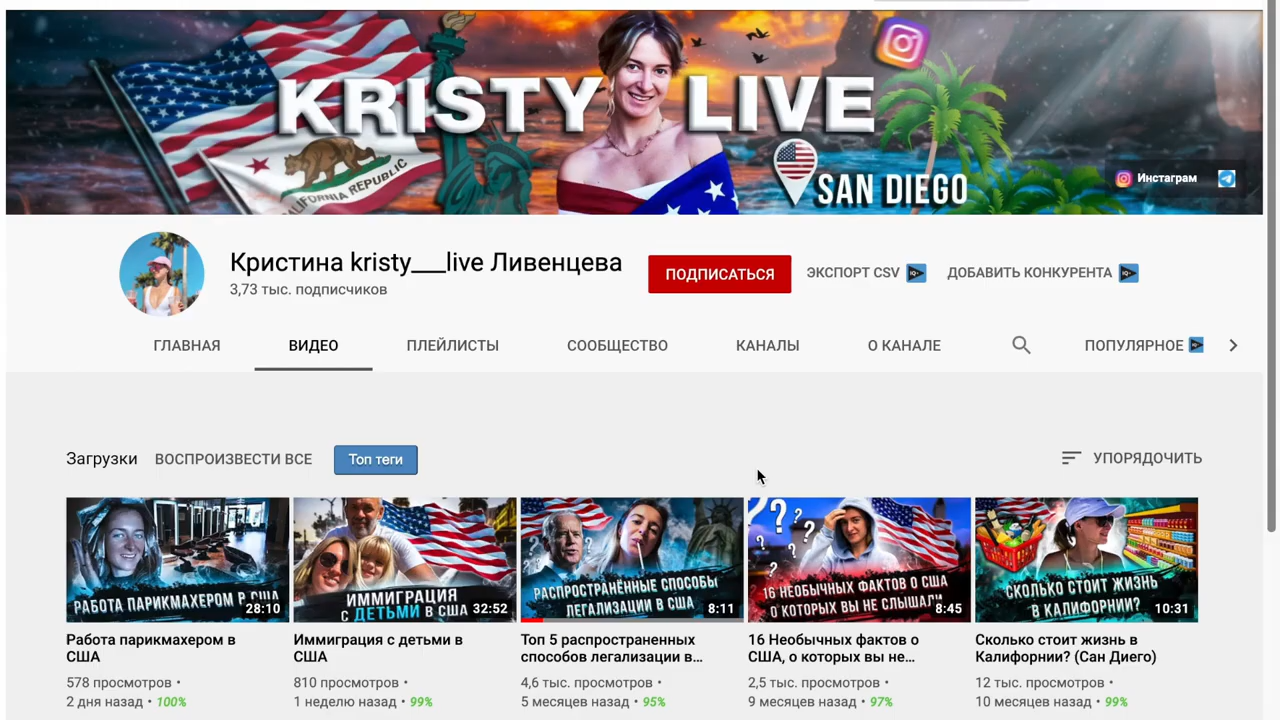 KRISTY LIVE
CALIFORNIA REPUBLIC
SAN DIEGO
Инстаграм
Кристина kristy___live Ливенцева
3,73 тыс. подписчиков
ПОДПИСАТЬСЯ
ЭКСПОРТ CSV
ДОБАВИТЬ КОНКУРЕНТА
ГЛАВНАЯ
ВИДЕО
ПЛЕЙЛИСТЫ
СООБЩЕСТВО
КАНАЛЫ
О КАНАЛЕ
ПОПУЛЯРНОЕ
Загрузки
ВОСПРОИЗВЕСТИ ВСЕ
Топ теги
УПОРЯДОЧИТЬ
РАБОТА ПАРИКМАХЕРОМ В США
28:10
ИММИГРАЦИЯ
С ДЕТЬМИ В США
32:52
РАСПРОСТРАНЁННЫЕ СПОСОБЫ
ЛЕГАЛИЗАЦИИ В США
8:11
16 НЕОБЫЧНЫХ ФАКТОВ О США
О КОТОРЫХ ВЫ НЕ СЛЫШАЛИ
8:45
СКОЛЬКО СТОИТ ЖИЗНЬ
В КАЛИФОРНИИ?
10:31
Работа парикмахером в
США
578 просмотров •
2 дня назад • 100%
Иммиграция с детьми в
США
810 просмотров •
1 неделю назад • 99%
Топ 5 распространенных
способов легализации в...
4,6 тыс. просмотров •
5 месяцев назад • 95%
16 Необычных фактов о
США, о которых вы не...
2,5 тыс. просмотров •
9 месяцев назад • 97%
Сколько стоит жизнь в
Калифорнии? (Сан Диего)
12 тыс. просмотров •
10 месяцев назад • 99%